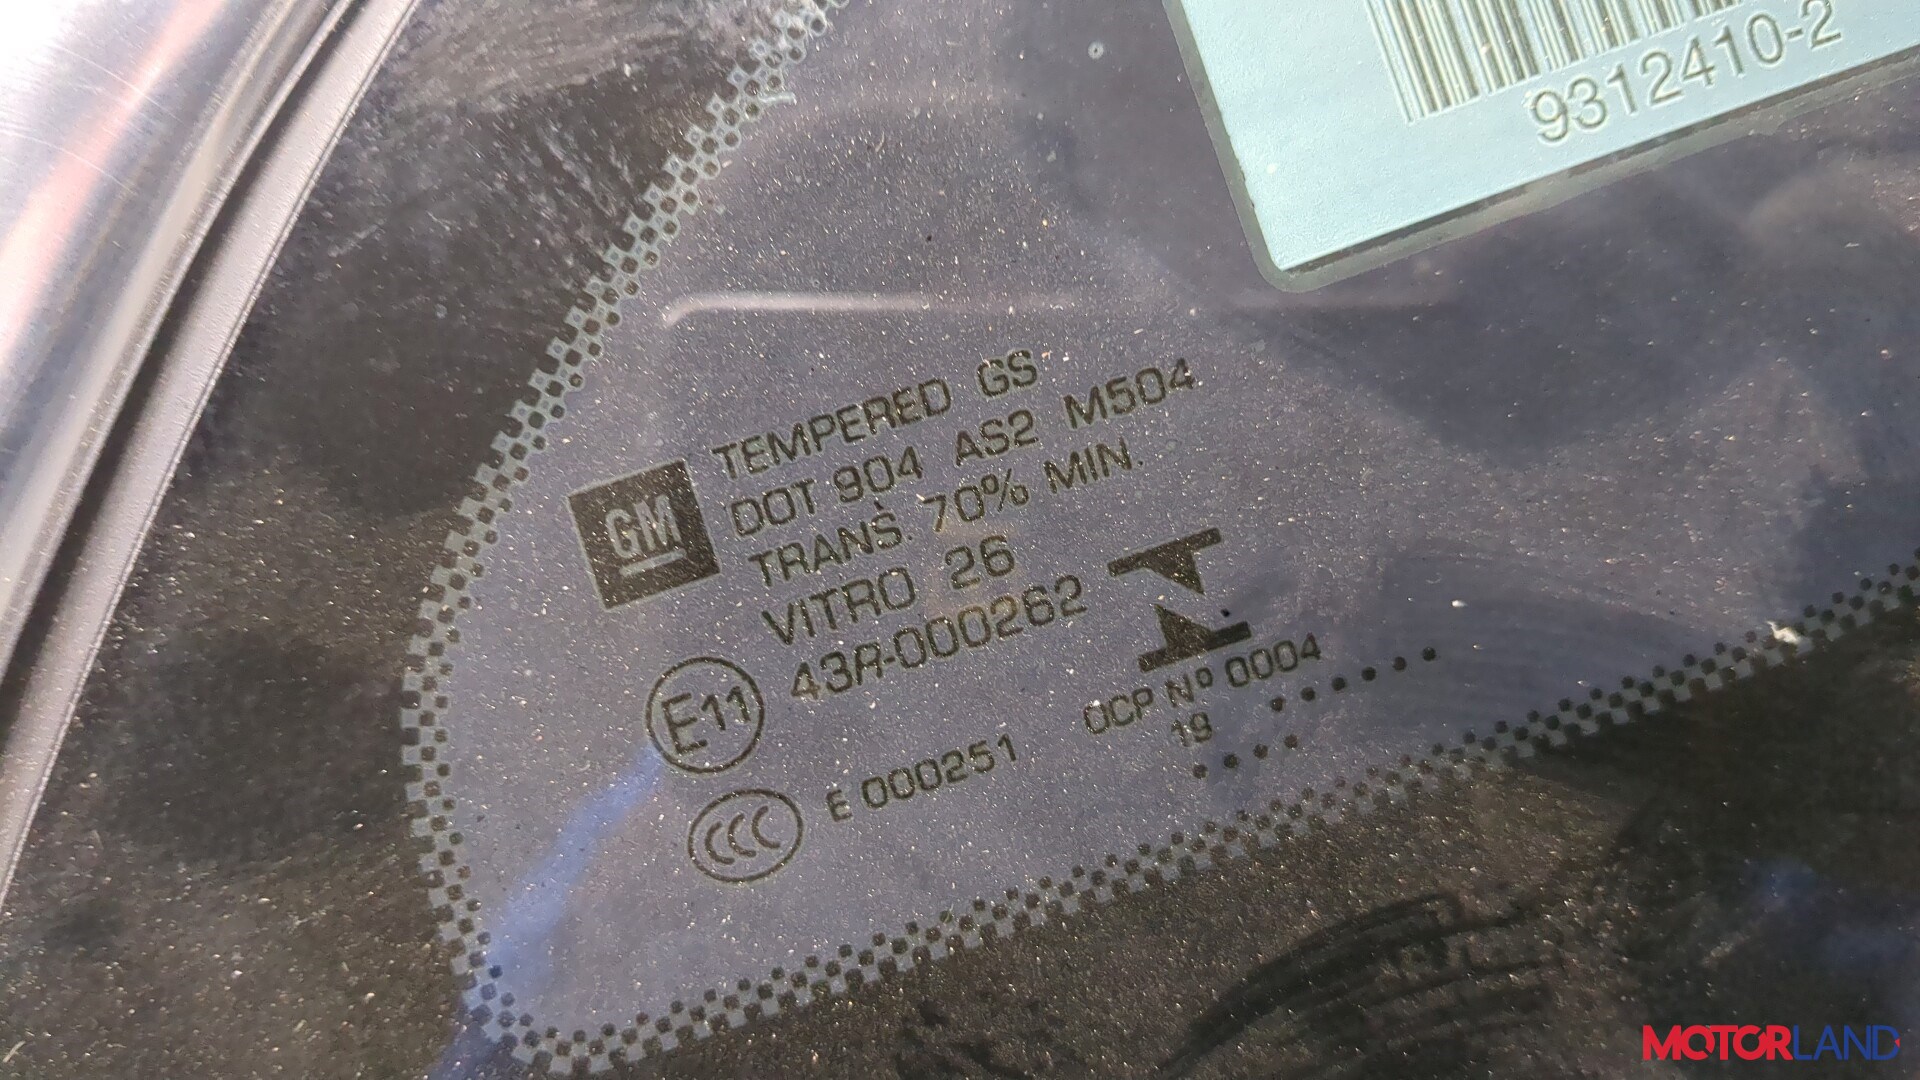 9312410-2
TEMPERED GS
DOT 904 AS2 M504
TRANS. 70% MIN.
VITRO 26
GM
E11 43R-000262
CCC E 000251
OCP Nº 0004
19
MOTORLAND